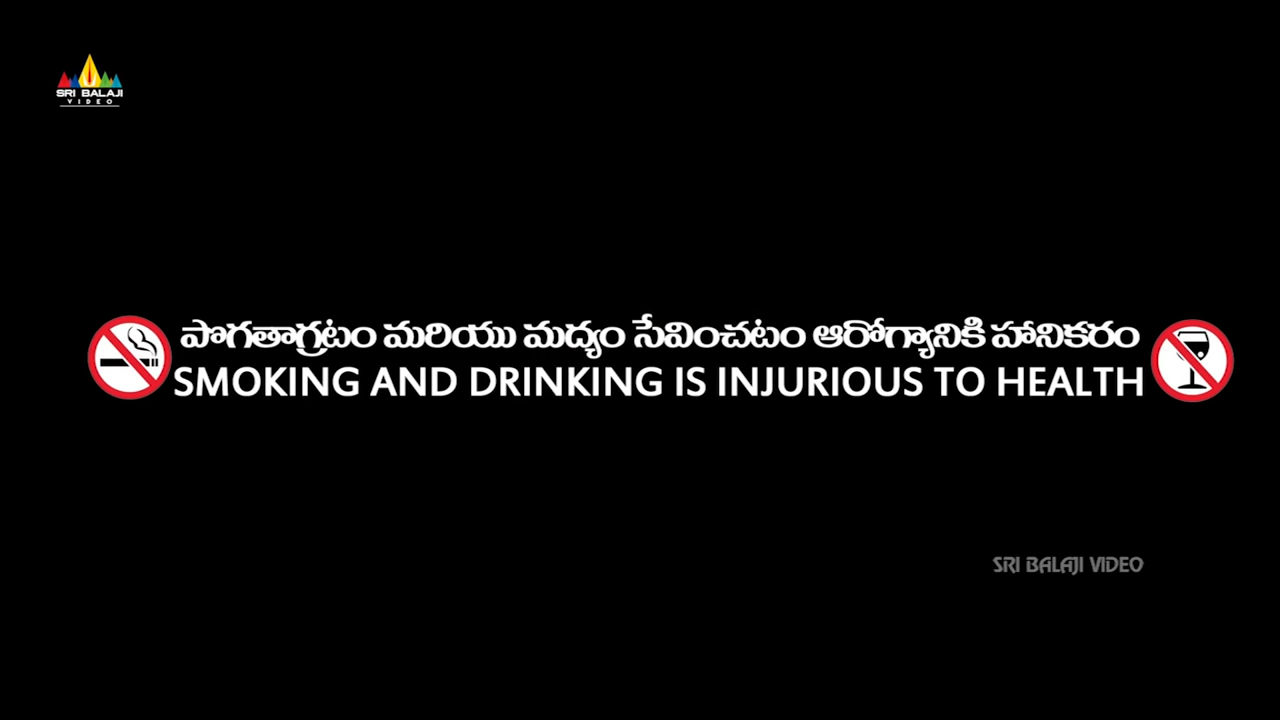 SRI BALAJI
VIDEO
పొగతాగ్రటం మరియు మద్యం సేవించటం ఆరోగ్యానికి హానికరం
SMOKING AND DRINKING IS INJURIOUS TO HEALTH
SRI BALAJI VIDEO